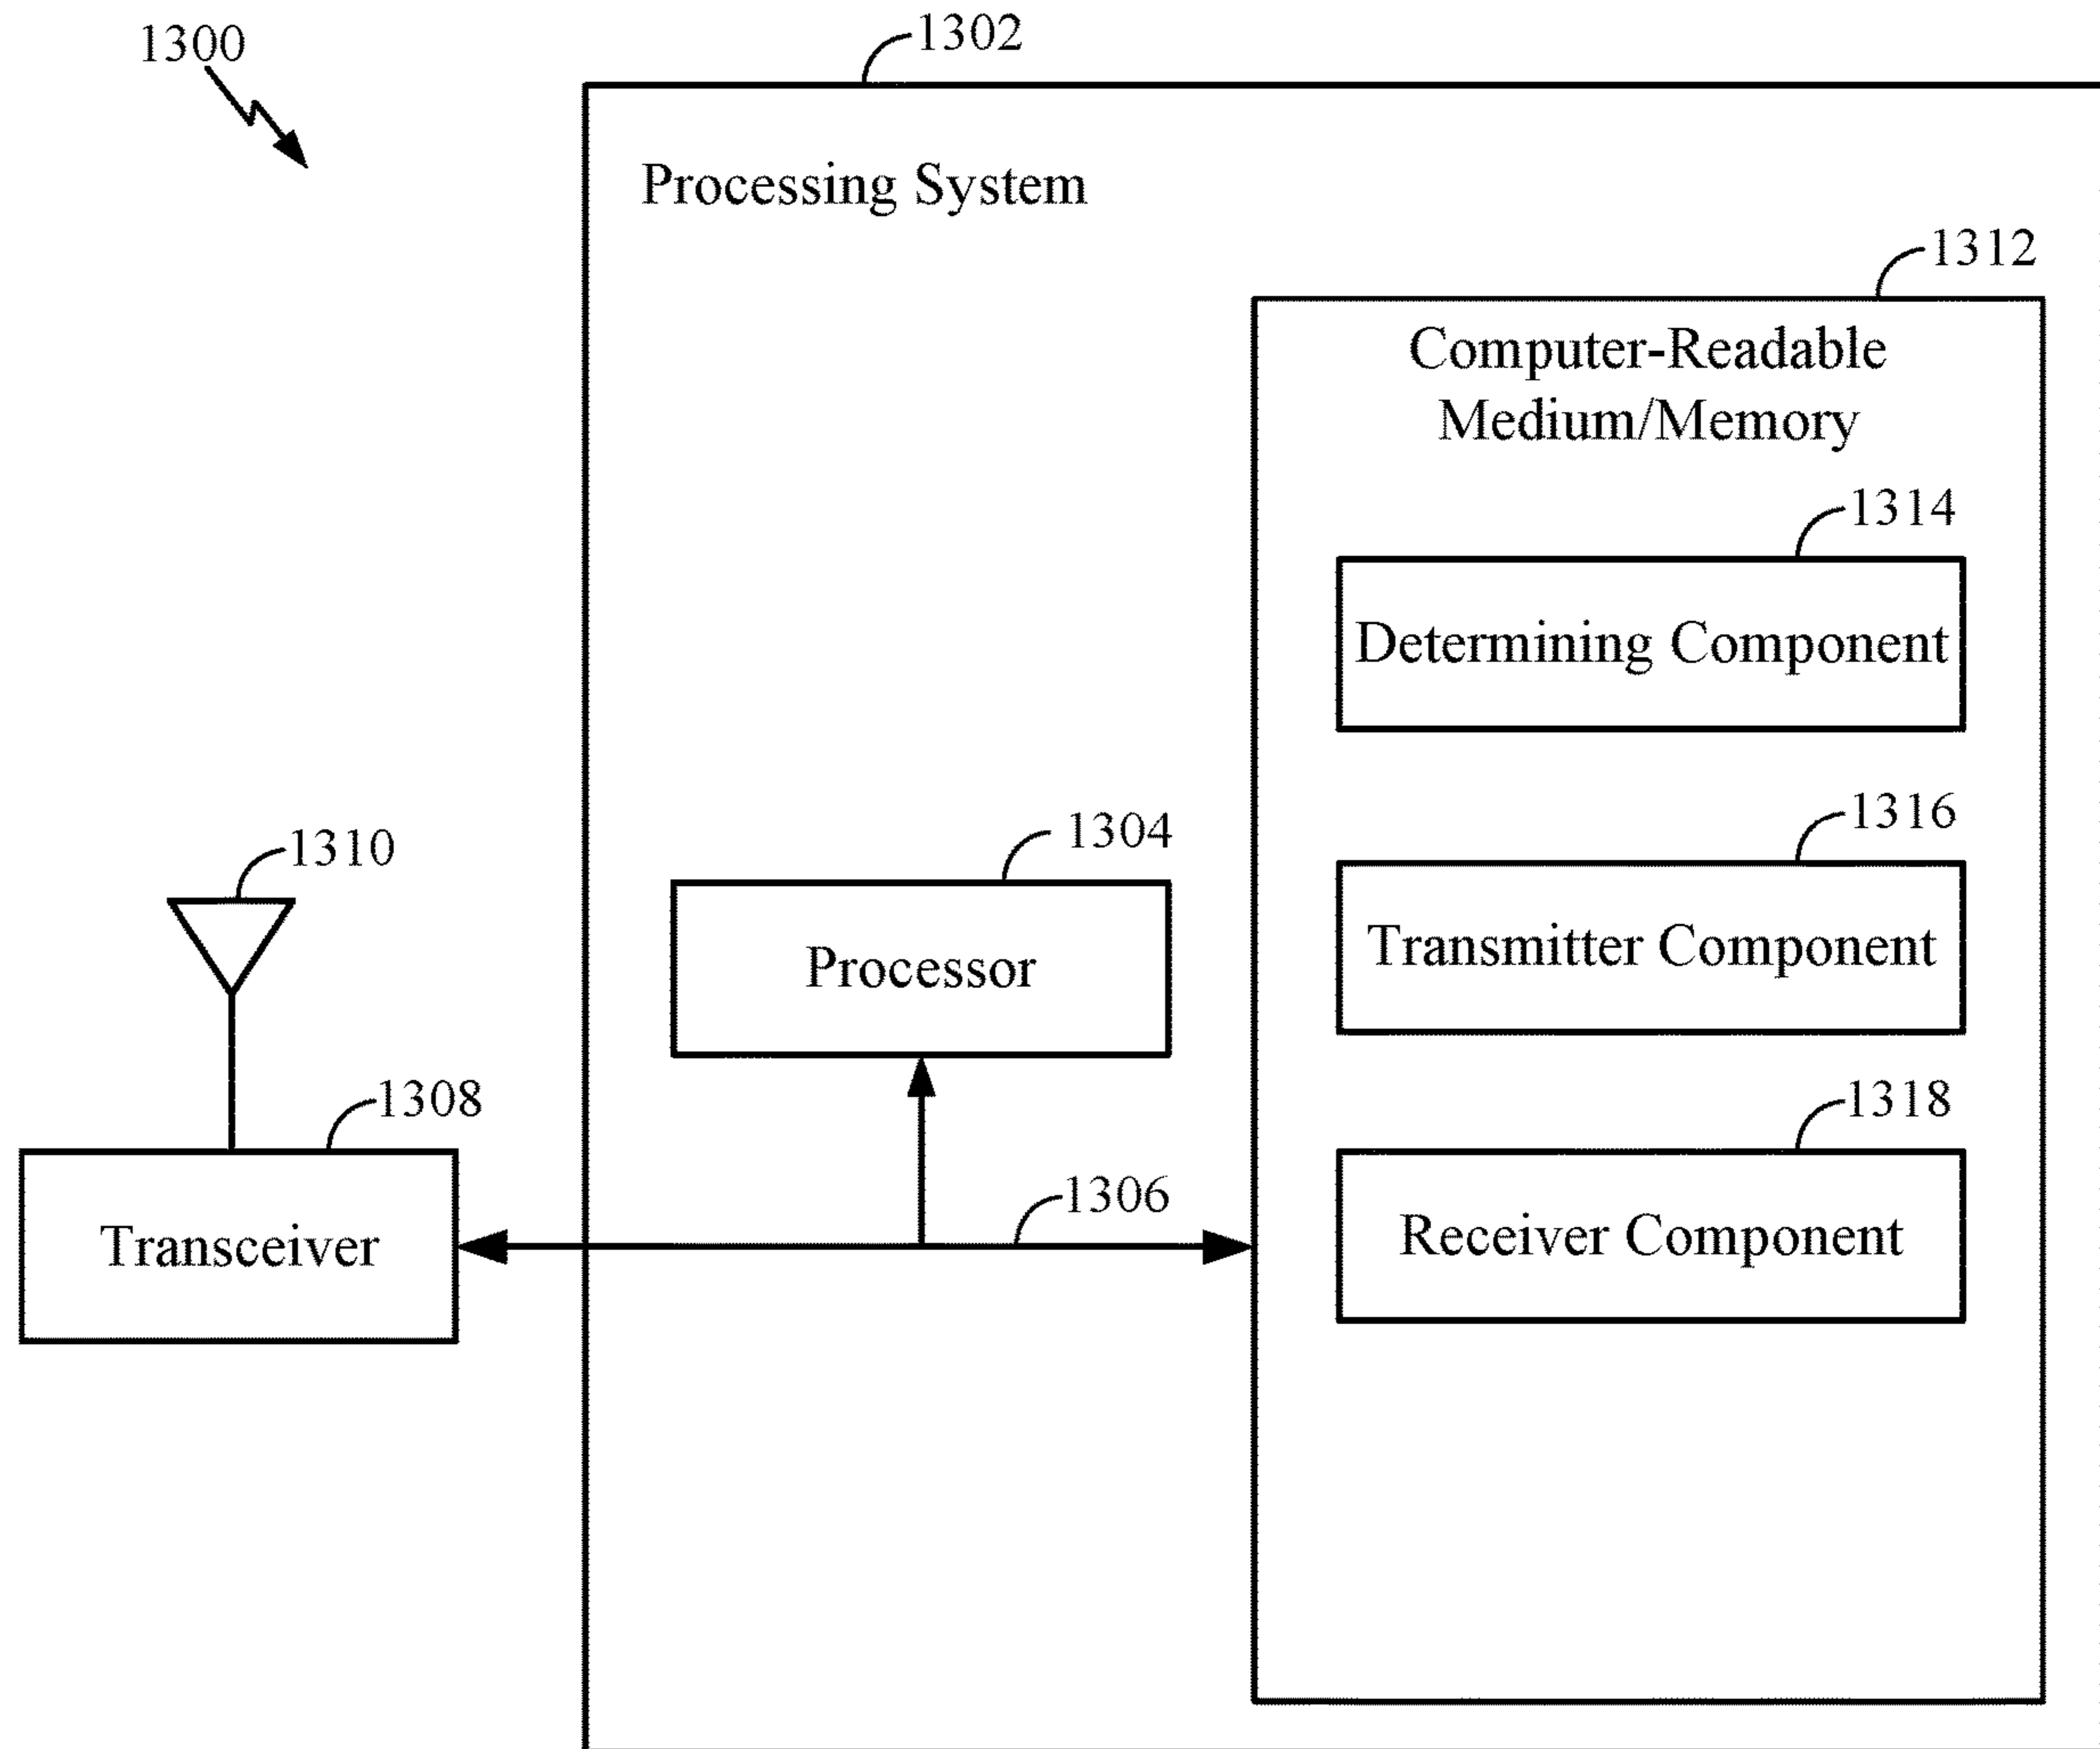 1300
1302
Processing System
1312
Computer-Readable
Medium/Memory
1314
Determining Component
1316
Transmitter Component
1304
Processor
1310
1308
Transceiver
1306
1318
Receiver Component